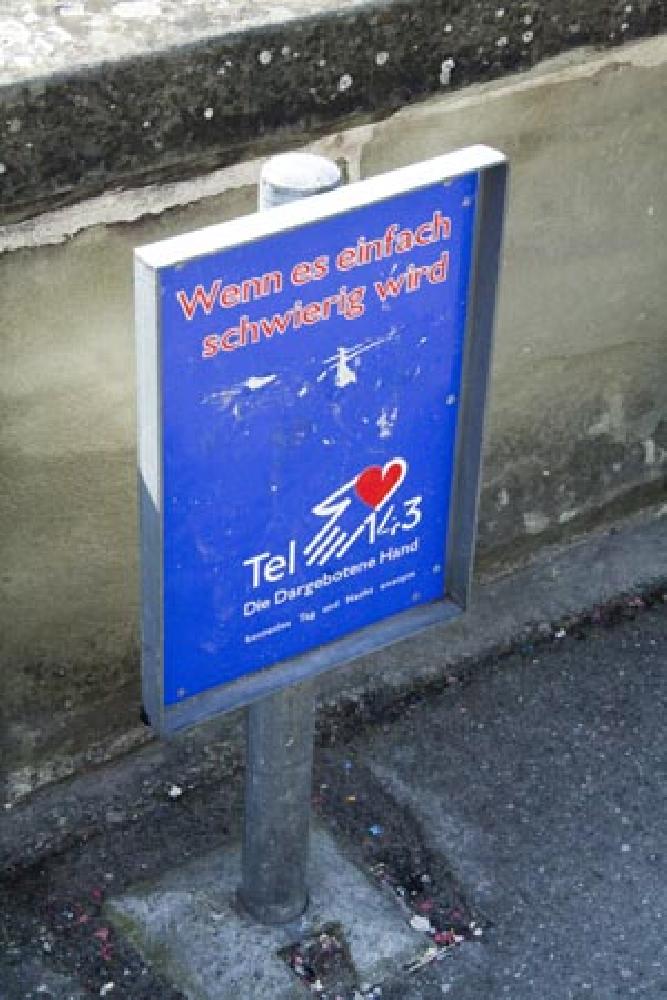 Wenn es einfach
schwierig wird
Tel 143
Die Dargebotene Hand
Tag und Nacht